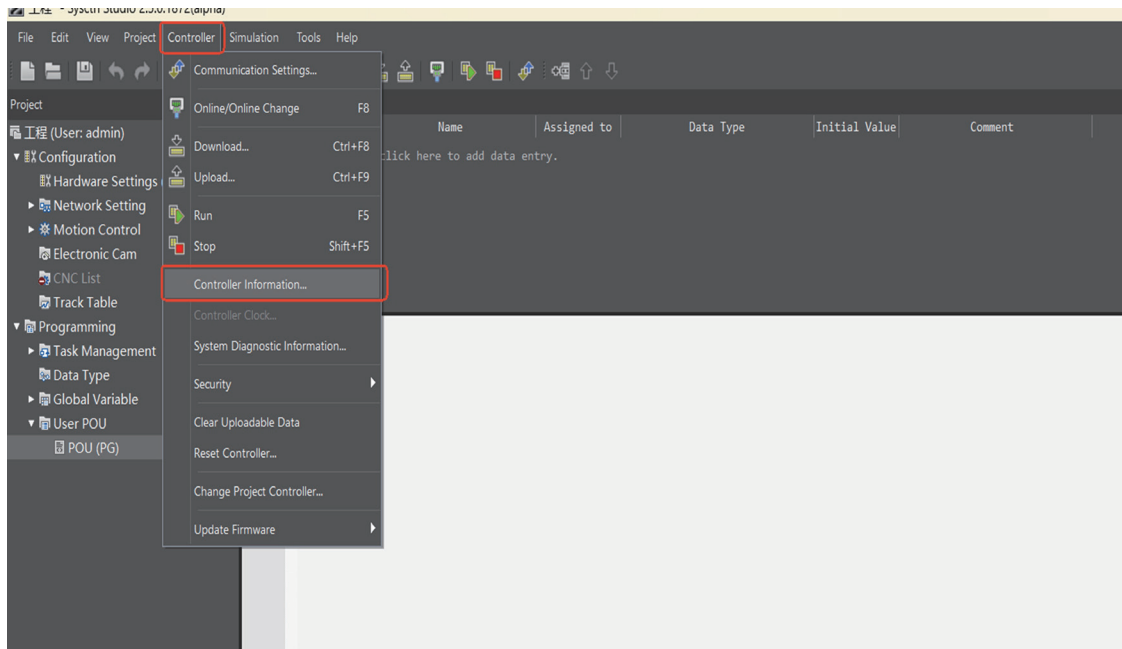 工程 - Sysctrl Studio 2.5.0.1672(alpha)
File Edit View Project Controller Simulation Tools Help
Project
工程 (User: admin)
Configuration
Hardware Settings
Network Setting
Motion Control
Electronic Cam
CNC List
Track Table
Programming
Task Management
Data Type
Global Variable
User POU
POU (PG)
Communication Settings...
Online/Online Change F8
Download... Ctrl+F8
Upload... Ctrl+F9
Run F5
Stop Shift+F5
Controller Information...
Controller Clock...
System Diagnostic Information...
Security
Clear Uploadable Data
Reset Controller...
Change Project Controller...
Update Firmware
Name Assigned to Data Type Initial Value Comment
click here to add data entry.